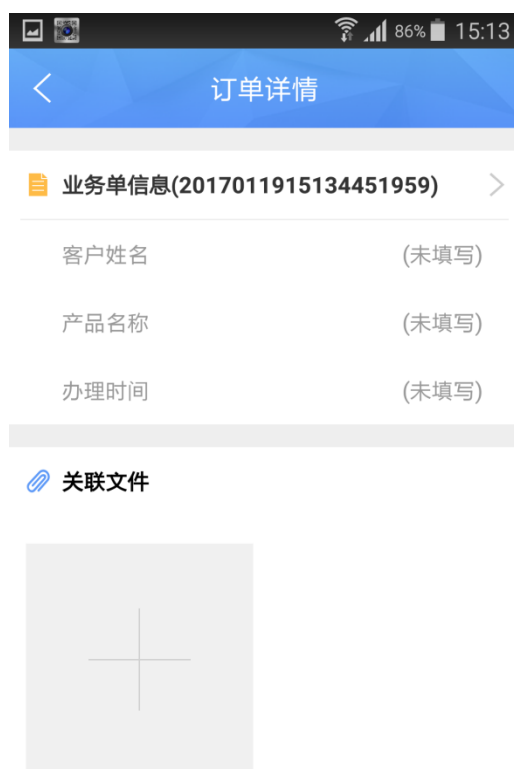 86% 15:13
订单详情
业务单信息(2017011915134451959)
客户姓名 (未填写)
产品名称 (未填写)
办理时间 (未填写)
关联文件